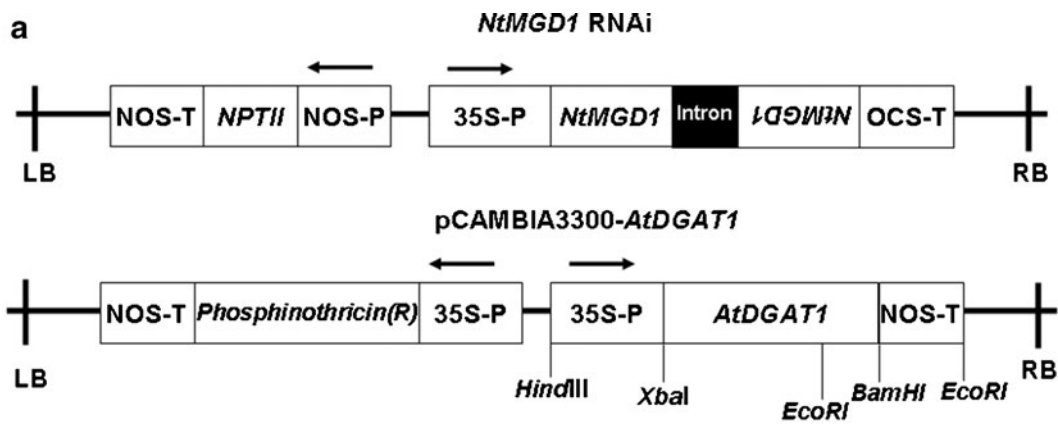 a
NtMGD1 RNAi
NOS-T NPTII NOS-P 35S-P NtMGD1 Intron NtMGD1 OCS-T
LB RB
pCAMBIA3300-AtDGAT1
NOS-T Phosphinothricin(R) 35S-P 35S-P AtDGAT1 NOS-T
LB HindIII XbaI EcoRI BamHI EcoRI RB